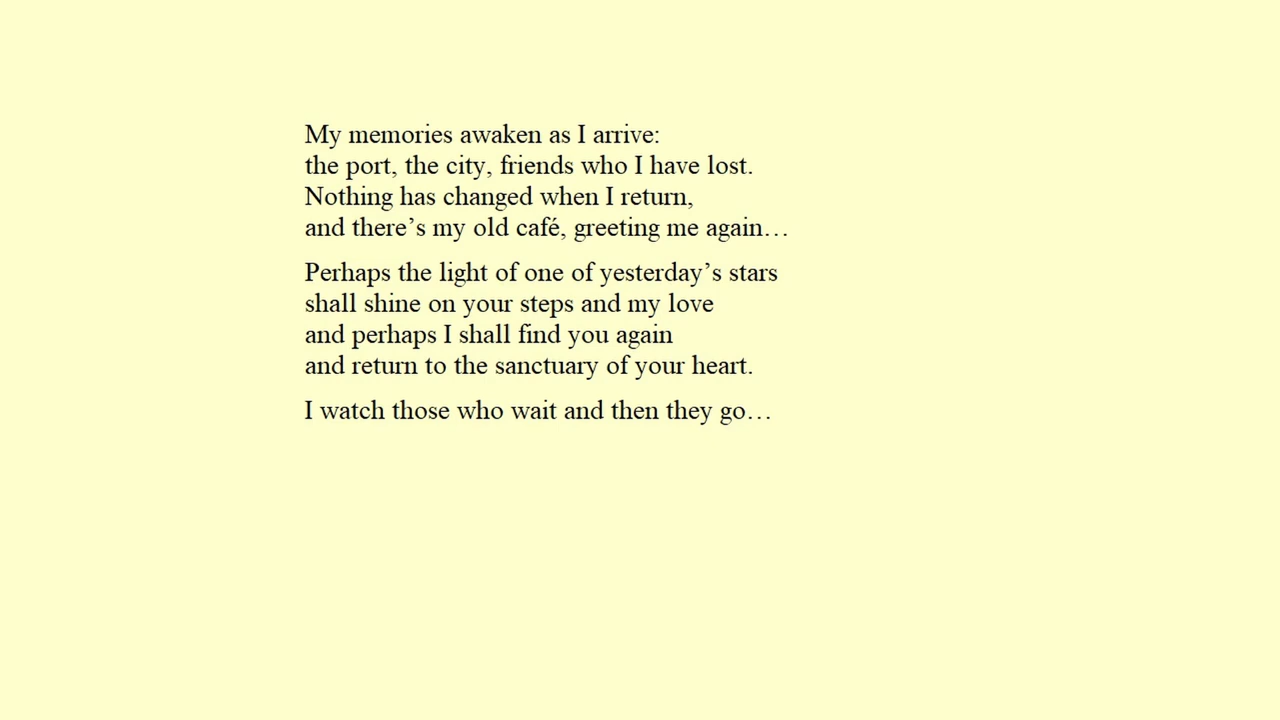 My memories awaken as I arrive:
the port, the city, friends who I have lost.
Nothing has changed when I return,
and there’s my old café, greeting me again…
Perhaps the light of one of yesterday’s stars
shall shine on your steps and my love
and perhaps I shall find you again
and return to the sanctuary of your heart.
I watch those who wait and then they go…